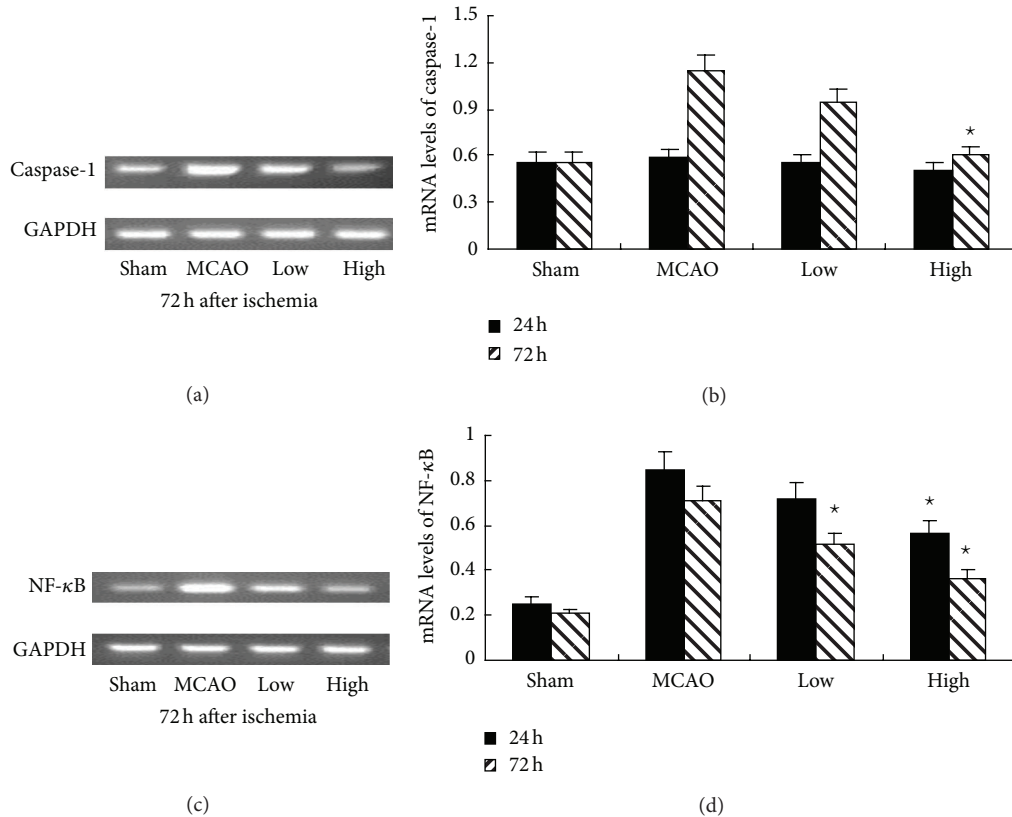 Caspase-1
GAPDH
Sham MCAO Low High
72 h after ischemia
(a)
mRNA levels of caspase-1
1.5
1.2
0.9
0.6
0.3
0
*
Sham MCAO Low High
24 h
72 h
(b)
NF-κB
GAPDH
Sham MCAO Low High
72 h after ischemia
(c)
mRNA levels of NF-κB
1
0.8
0.6
0.4
0.2
0
* * *
Sham MCAO Low High
24 h
72 h
(d)